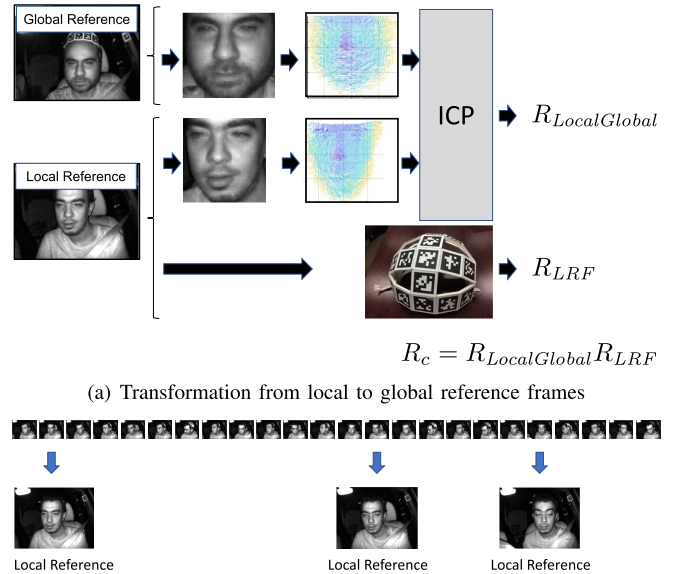 Global Reference
Local Reference
ICP
R_{LocalGlobal}
R_{LRF}
R_c = R_{LocalGlobal}R_{LRF}
(a) Transformation from local to global reference frames
Local Reference
Local Reference
Local Reference